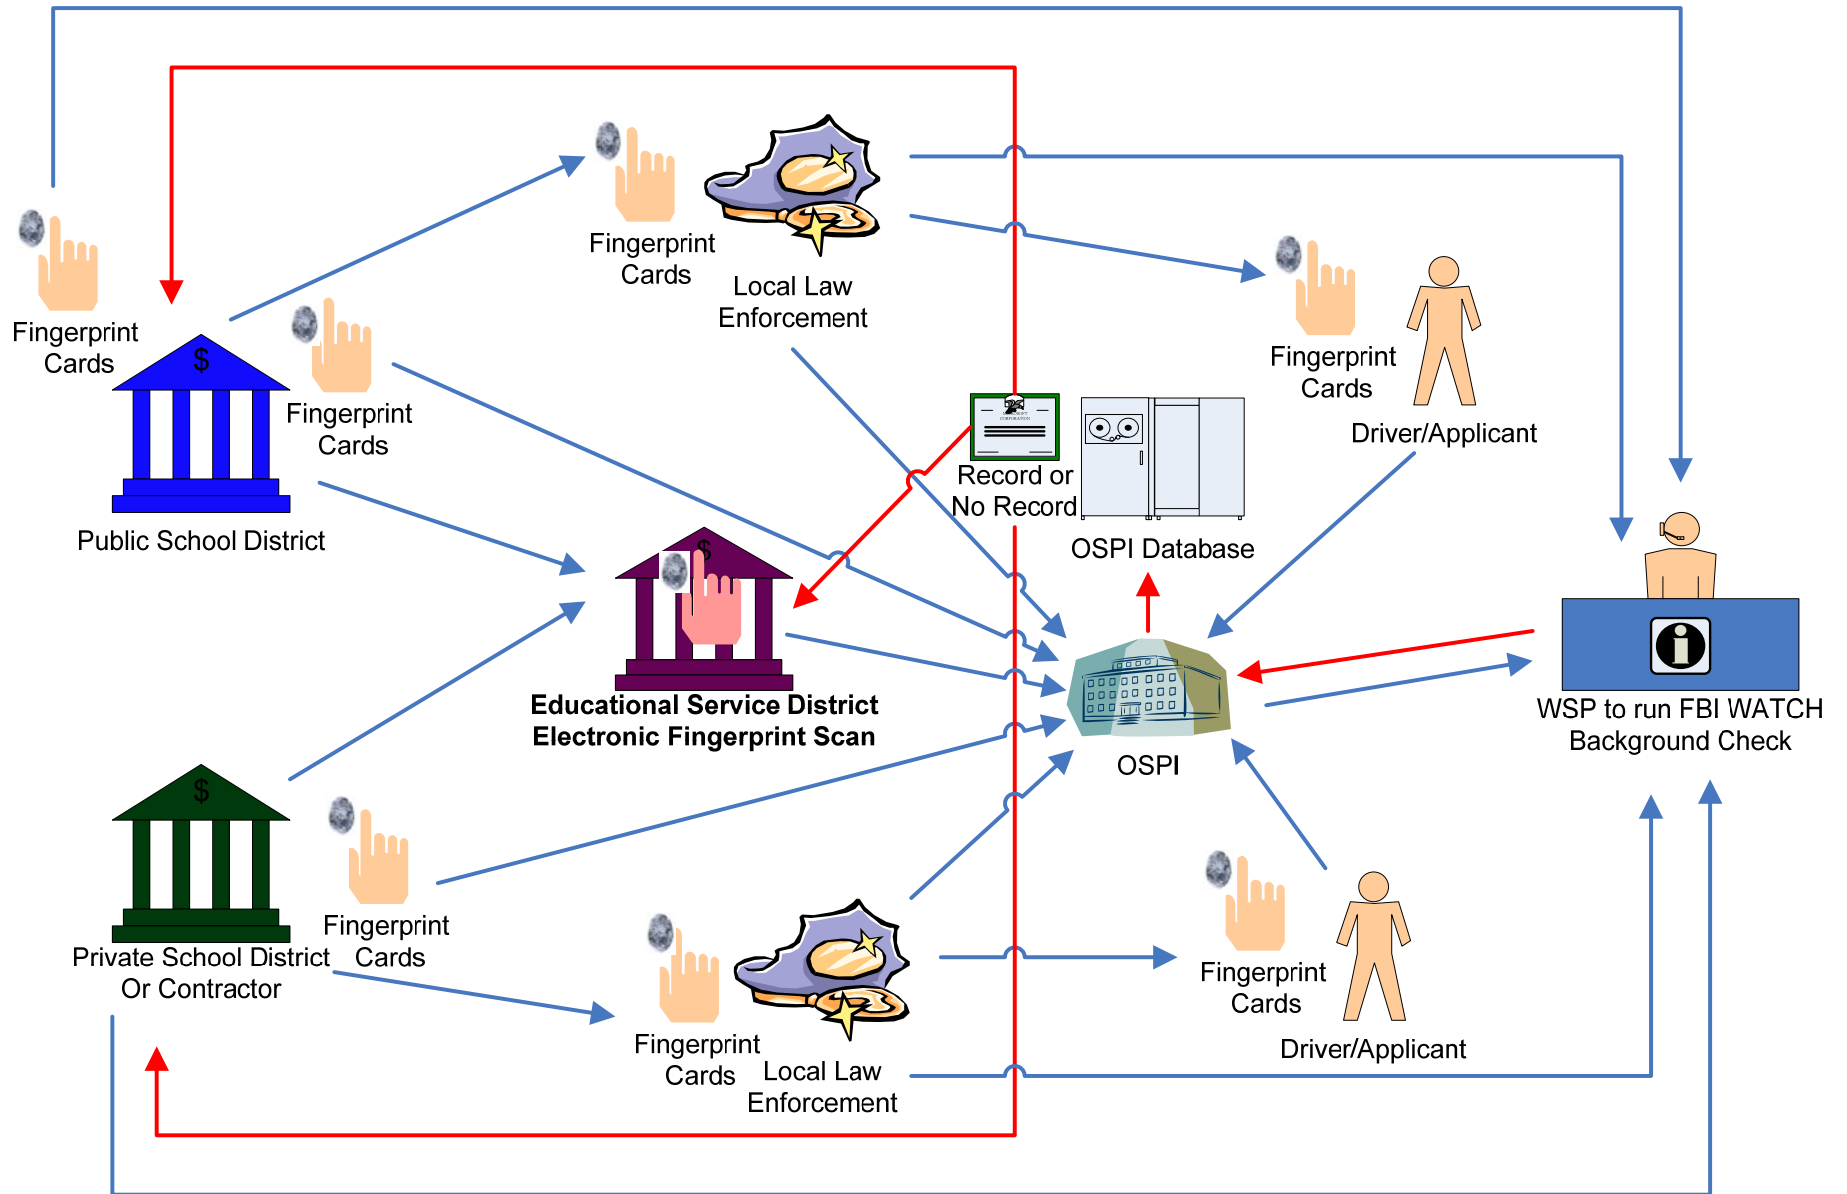 Fingerprint
Cards
Local Law
Enforcement
Fingerprint
Cards
$
Fingerprint
Cards
Fingerprint
Cards
Driver/Applicant
CORPORATION
Record or
No Record
OSPI Database
Public School District
$
Educational Service District
Electronic Fingerprint Scan
i
WSP to run FBI WATCH
Background Check
OSPI
$
Fingerprint
Cards
Private School District
Or Contractor
Fingerprint
Cards
Local Law
Enforcement
Fingerprint
Cards
Driver/Applicant